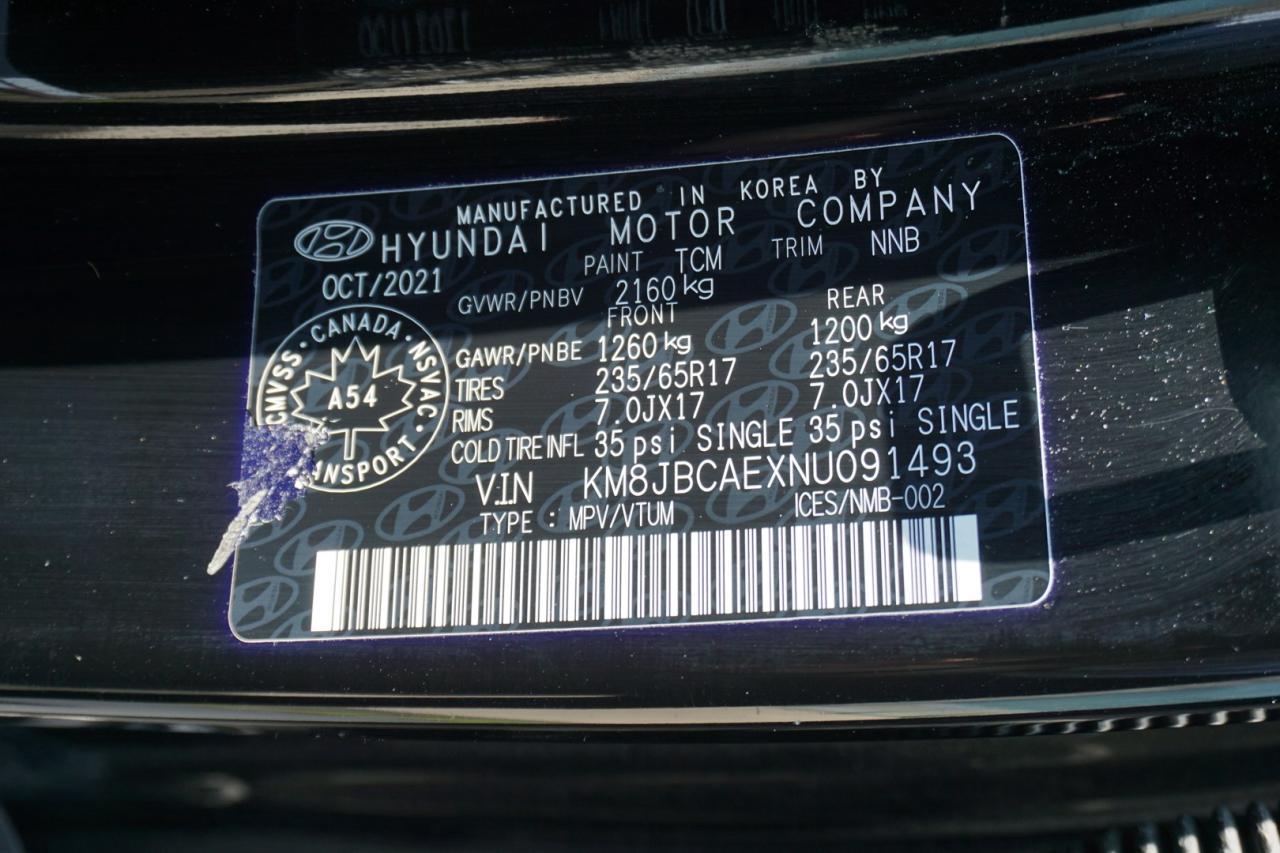 MANUFACTURED IN KOREA BY
HYUNDAI MOTOR COMPANY
OCT/2021 PAINT TCM TRIM NNB
GVWR/PNBV 2160 kg
FRONT REAR
GAWR/PNBE 1260 kg 1200 kg
TIRES 235/65R17 235/65R17
RIMS 7.0JX17 7.0JX17
COLD TIRE INFL 35 psi SINGLE 35 psi SINGLE
V.I.N KM8JBCAEXNU091493
TYPE : MPV/VTUM ICES/NMB-002
CMVSS · CANADA · NSVAC ·
A54